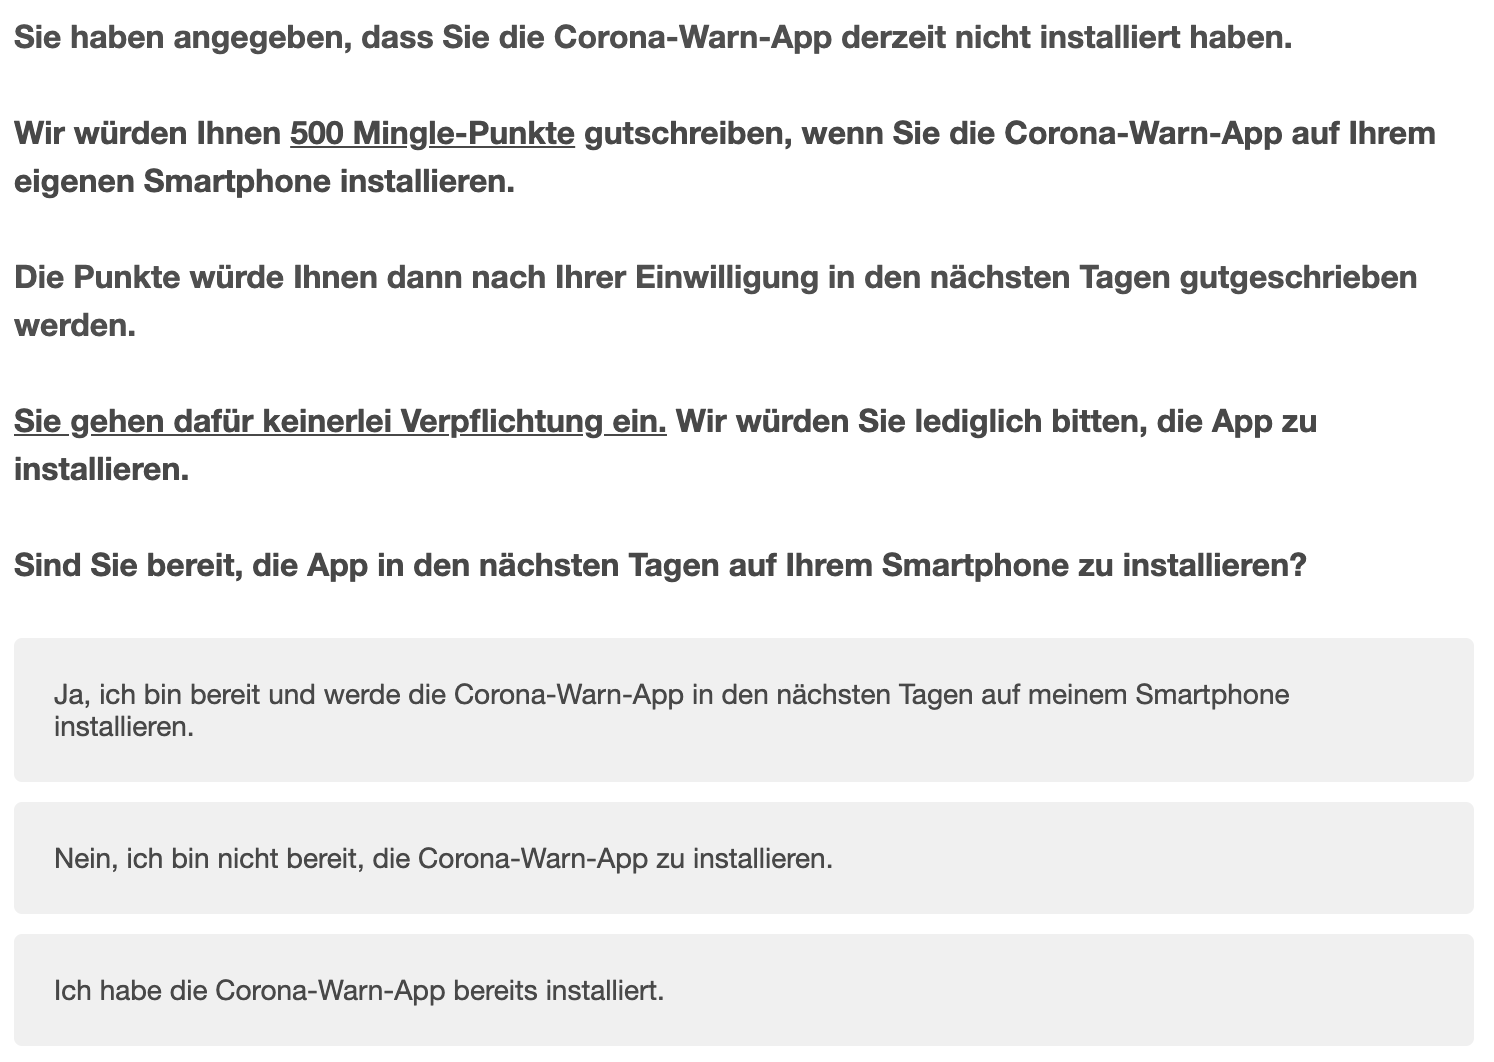 Sie haben angegeben, dass Sie die Corona-Warn-App derzeit nicht installiert haben.
Wir würden Ihnen 500 Mingle-Punkte gutschreiben, wenn Sie die Corona-Warn-App auf Ihrem
eigenen Smartphone installieren.
Die Punkte würde Ihnen dann nach Ihrer Einwilligung in den nächsten Tagen gutgeschrieben
werden.
Sie gehen dafür keinerlei Verpflichtung ein. Wir würden Sie lediglich bitten, die App zu
installieren.
Sind Sie bereit, die App in den nächsten Tagen auf Ihrem Smartphone zu installieren?
Ja, ich bin bereit und werde die Corona-Warn-App in den nächsten Tagen auf meinem Smartphone
installieren.
Nein, ich bin nicht bereit, die Corona-Warn-App zu installieren.
Ich habe die Corona-Warn-App bereits installiert.